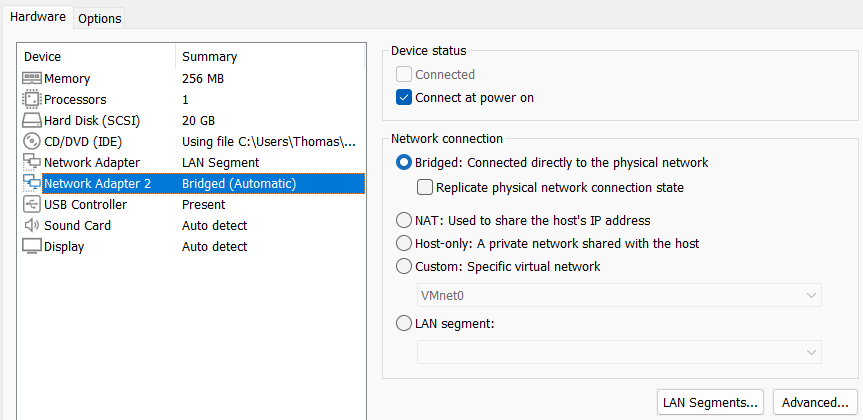 Hardware Options
Device Summary
Memory 256 MB
Processors 1
Hard Disk (SCSI) 20 GB
CD/DVD (IDE) Using file C:\Users\Thomas\...
Network Adapter LAN Segment
Network Adapter 2 Bridged (Automatic)
USB Controller Present
Sound Card Auto detect
Display Auto detect
Device status
Connected
Connect at power on
Network connection
Bridged: Connected directly to the physical network
Replicate physical network connection state
NAT: Used to share the host's IP address
Host-only: A private network shared with the host
Custom: Specific virtual network
VMnet0
LAN segment:
LAN Segments... Advanced...